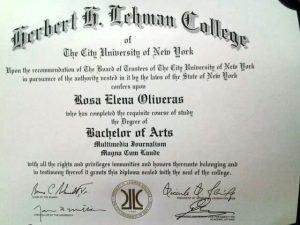 Herbert H. Lehman College
of
The City University of New York
Upon the recommendation of The Board of Trustees of The City University of New York
in pursuance of the authority vested in it by the laws of the State of New York
confers upon
Rosa Elena Oliveras
who has completed the requisite course of study
the Degree of
Bachelor of Arts
Multimedia Journalism
Magna Cum Laude
with all the rights and privileges immunities and honors thereunto belonging and
in testimony thereof it grants this diploma sealed with the seal of the college.